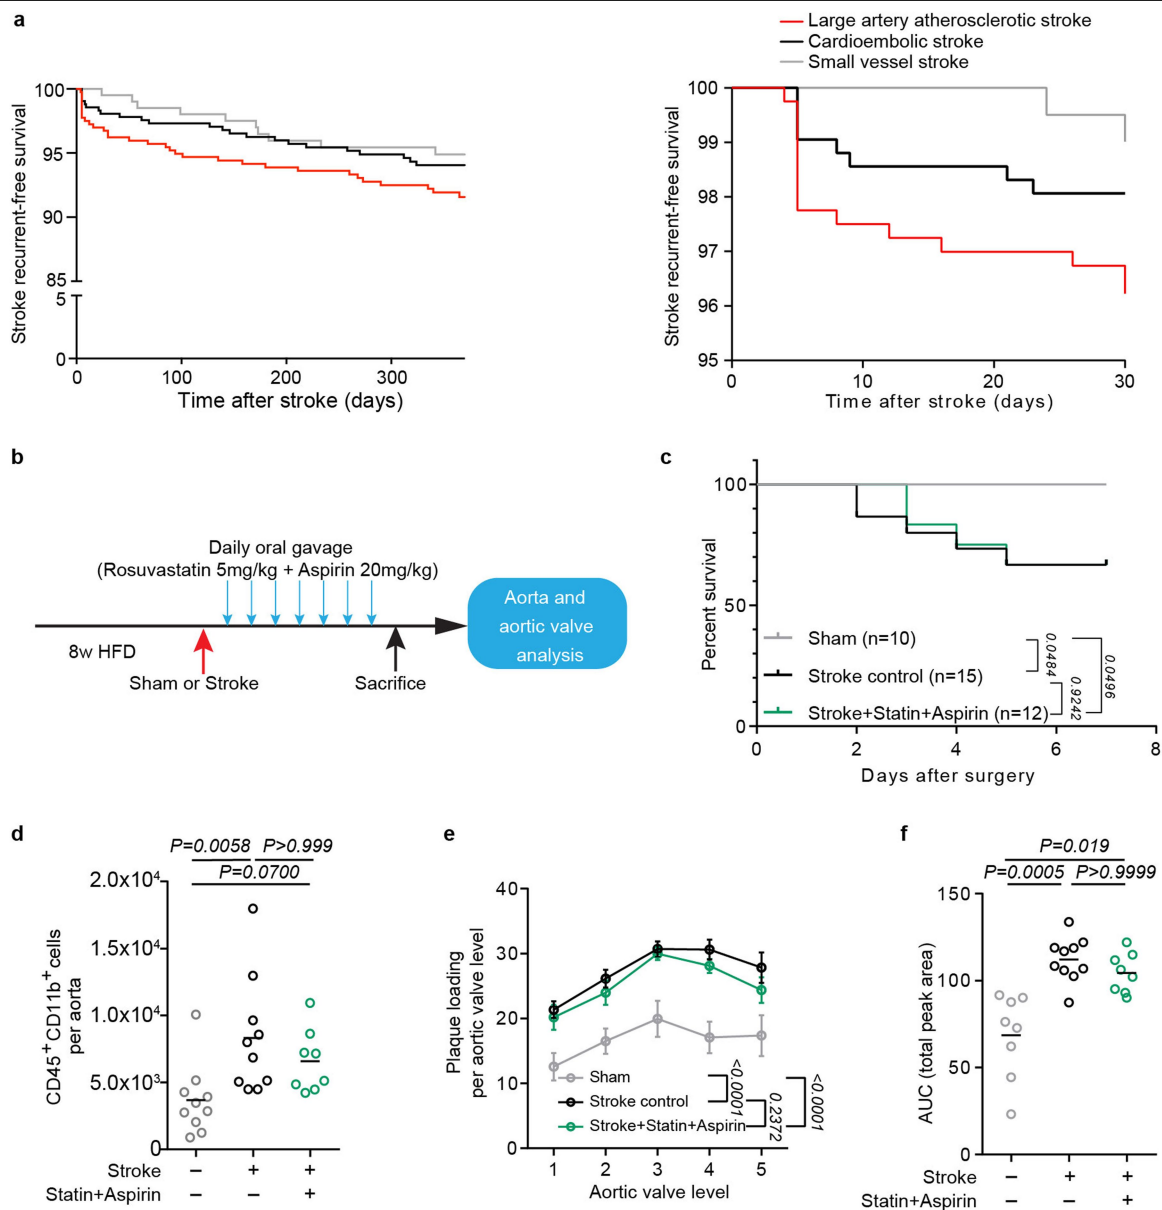 a
Large artery atherosclerotic stroke
Cardioembolic stroke
Small vessel stroke
Stroke recurrent-free survival
100
95
90
85
5
0
0 100 200 300
Time after stroke (days)
Stroke recurrent-free survival
100
99
98
97
96
95
0 10 20 30
Time after stroke (days)
b
Daily oral gavage
(Rosuvastatin 5mg/kg + Aspirin 20mg/kg)
8w HFD
Sham or Stroke
Sacrifice
Aorta and
aortic valve
analysis
c
Percent survival
100
50
0
Sham (n=10)
Stroke control (n=15)
Stroke+Statin+Aspirin (n=12)
0.0484
0.9242
0.0496
0 2 4 6 8
Days after surgery
d
P=0.0058 P>0.999
P=0.0700
CD45+CD11b+ cells
per aorta
2.0x10⁴
1.5x10⁴
1.0x10⁴
5.0x10³
0
Stroke – + +
Statin+Aspirin – – +
e
Plaque loading
per aortic valve level
40
30
20
10
0
Sham
Stroke control
Stroke+Statin+Aspirin
<0.0001
0.2372
<0.0001
1 2 3 4 5
Aortic valve level
f
P=0.019
P=0.0005 P>0.9999
AUC (total peak area)
150
100
50
0
Stroke – + +
Statin+Aspirin – – +